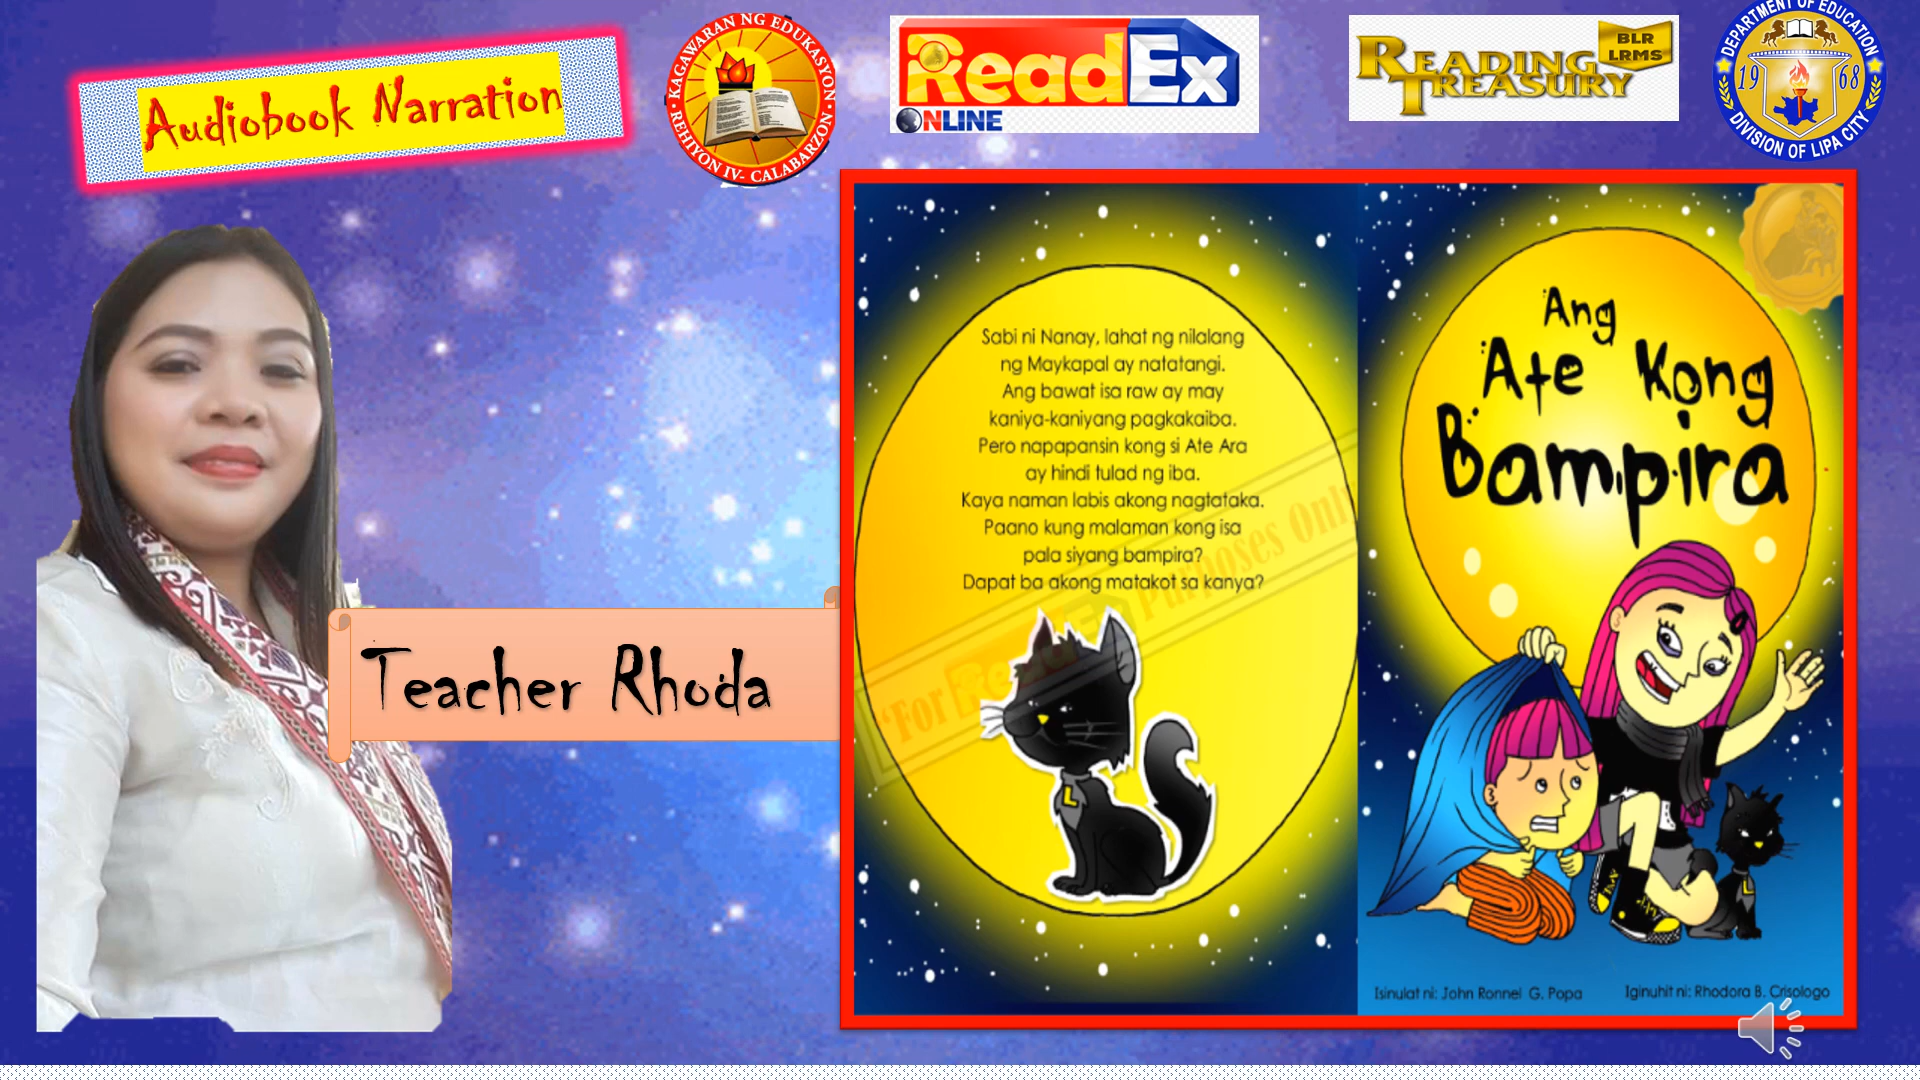 Audiobook Narration
KAGAWARAN NG EDUKASYON
REHIYON IV- CALABARZON
ReadEx
ONLINE
READING
TREASURY
BLR
LRMS
DEPARTMENT OF EDUCATION
19 68
DIVISION OF LIPA CITY
Teacher Rhoda
Sabi ni Nanay, lahat ng nilalang
ng Maykapal ay natatangi.
Ang bawat isa raw ay may
kaniya-kaniyang pagkakaiba.
Pero napapansin kong si Ate Ara
ay hindi tulad ng iba.
Kaya naman labis akong nagtataka.
Paano kung malaman kong isa
pala siyang bampira?
Dapat ba akong matakot sa kanya?
"For ReadEx Purposes Onl
L
Ang
Ate Kong
Bampira
L
Isinulat ni: John Ronnel G. Popa
Iginuhit ni: Rhodora B. Crisologo